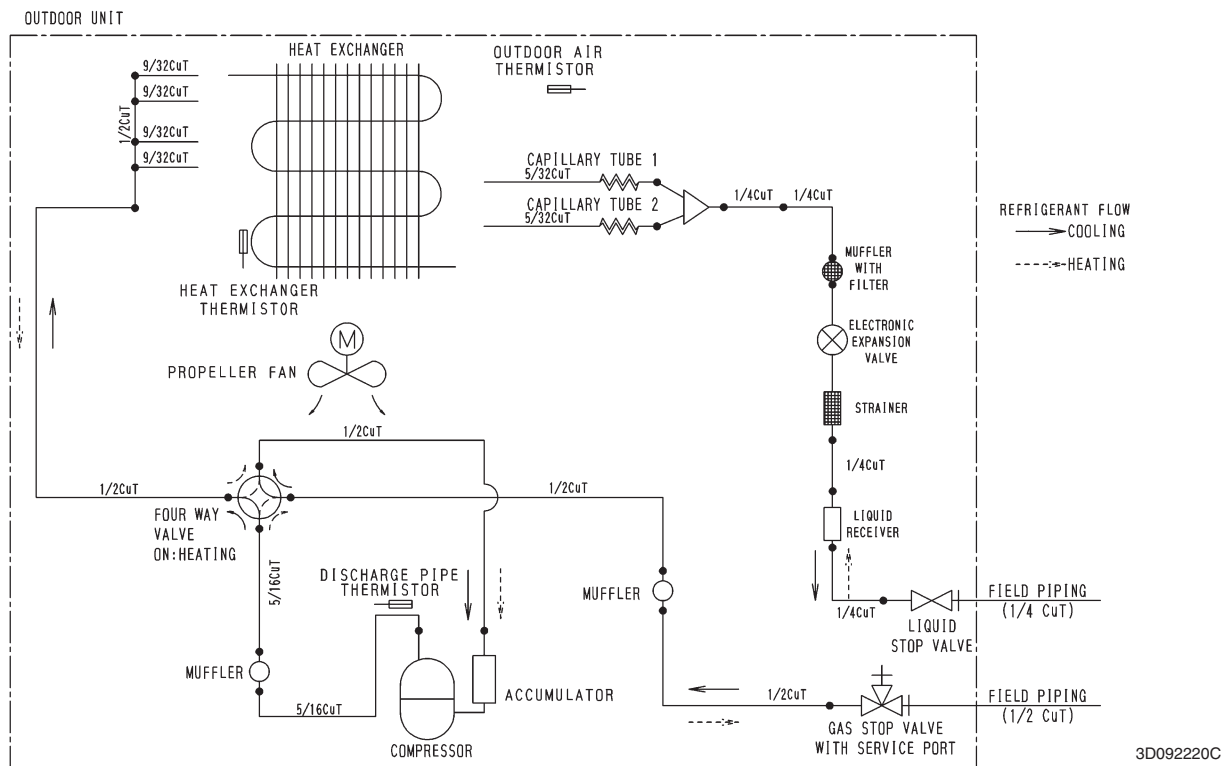 OUTDOOR UNIT
HEAT EXCHANGER
OUTDOOR AIR
THERMISTOR
9/32CuT
9/32CuT
1/2CuT
9/32CuT
9/32CuT
CAPILLARY TUBE 1
5/32CuT
CAPILLARY TUBE 2
5/32CuT
1/4CuT
1/4CuT
REFRIGERANT FLOW
COOLING
HEATING
MUFFLER
WITH
FILTER
HEAT EXCHANGER
THERMISTOR
ELECTRONIC
EXPANSION
VALVE
M
PROPELLER FAN
STRAINER
1/2CuT
1/4CuT
1/2CuT
1/2CuT
FOUR WAY
VALVE
ON:HEATING
LIQUID
RECEIVER
5/16CuT
DISCHARGE PIPE
THERMISTOR
MUFFLER
1/4CuT
FIELD PIPING
(1/4 CuT)
LIQUID
STOP VALVE
MUFFLER
ACCUMULATOR
5/16CuT
COMPRESSOR
1/2CuT
FIELD PIPING
(1/2 CuT)
GAS STOP VALVE
WITH SERVICE PORT
3D092220C